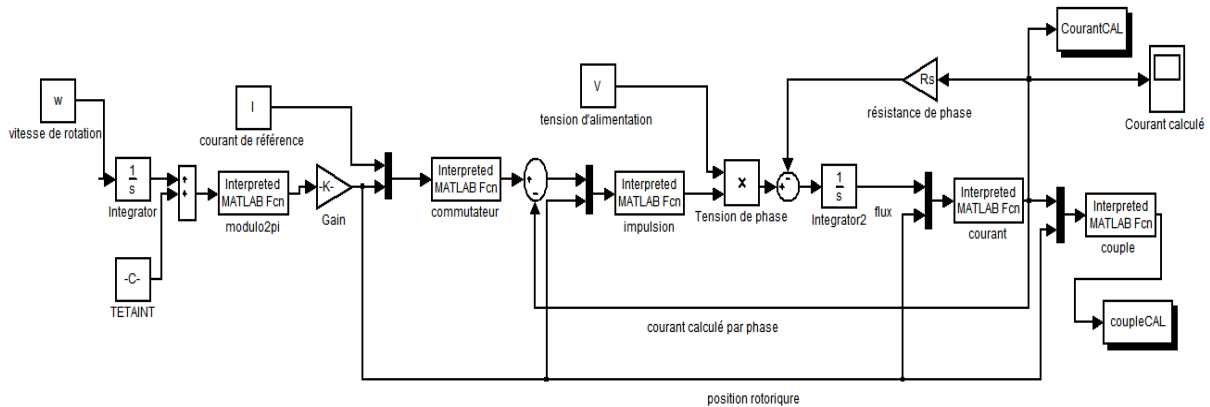 CourantCAL
w
vitesse de rotation
I
courant de référence
V
tension d'alimentation
Rs
résistance de phase
Courant calculé
1
s
Integrator
+
+
Interpreted
MATLAB Fcn
modulo2pi
-K-
Gain
Interpreted
MATLAB Fcn
commutateur
+
−
Interpreted
MATLAB Fcn
impulsion
×
Tension de phase
+
−
1
s
Integrator2
flux
Interpreted
MATLAB Fcn
courant
Interpreted
MATLAB Fcn
couple
-C-
TETAINT
courant calculé par phase
coupleCAL
position rotoriqure